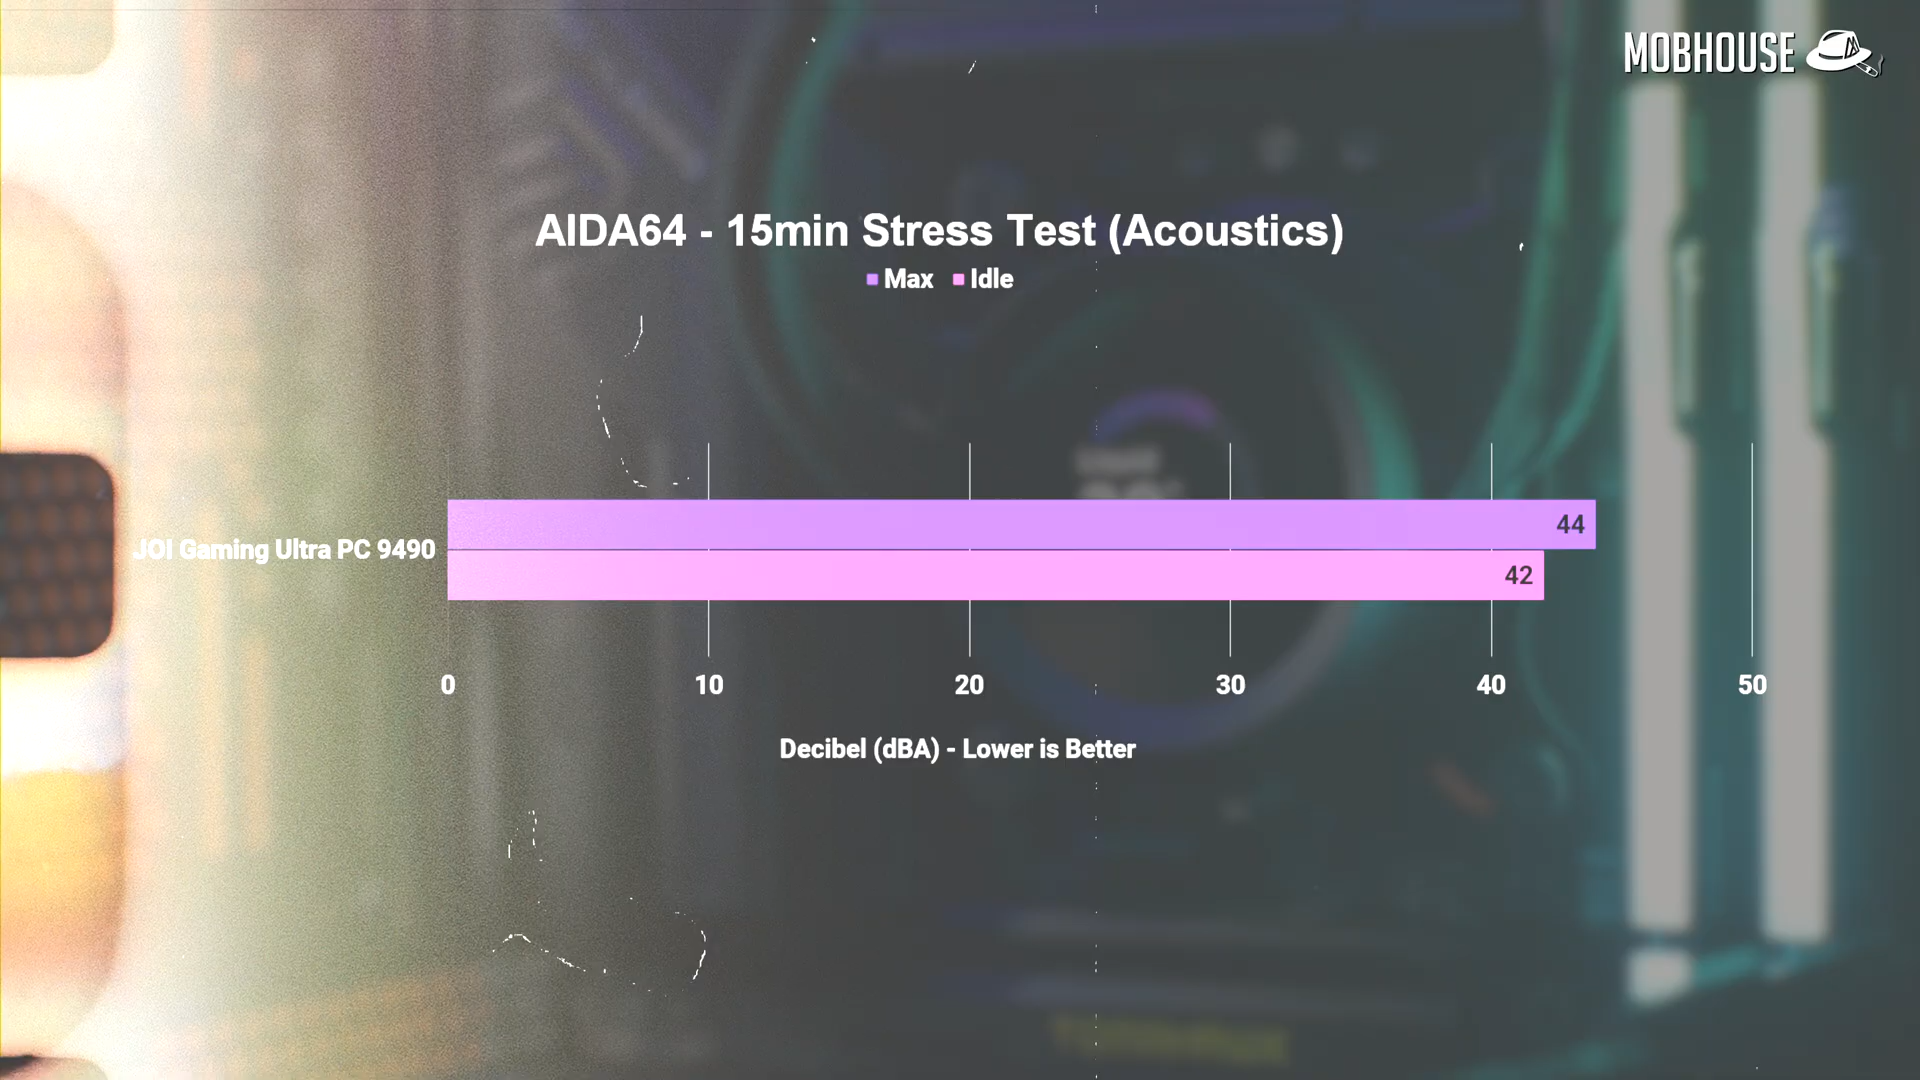 MOBHOUSE
AIDA64 - 15min Stress Test (Acoustics)
Max Idle
44
JOI Gaming Ultra PC 9490
42
0 10 20 30 40 50
Decibel (dBA) - Lower is Better